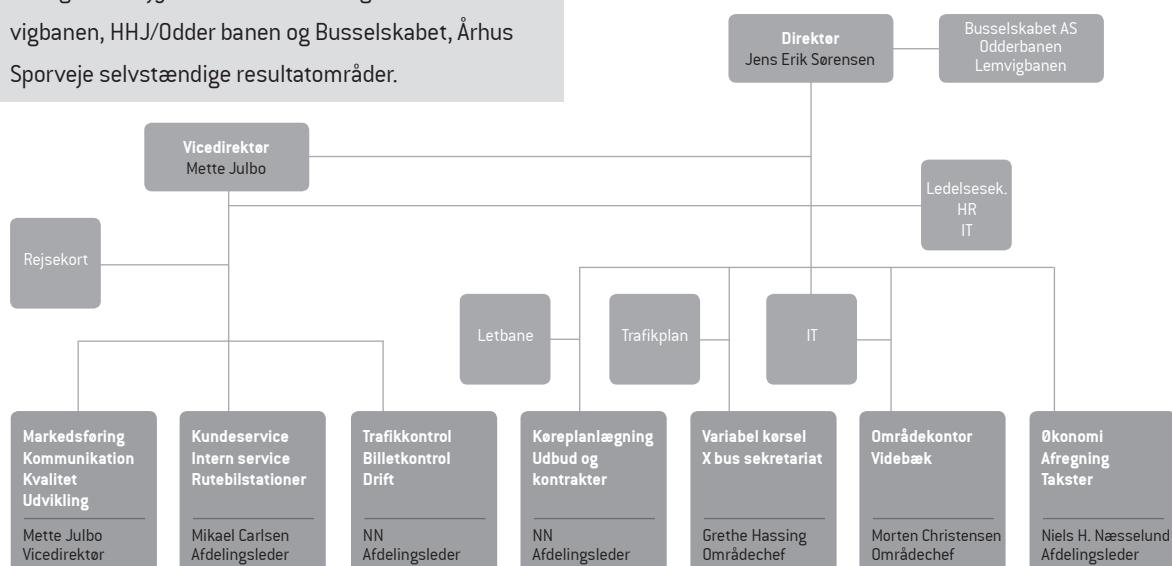 vigbanen, HHJ/Odder banen og Busselskabet, Århus
Sporveje selvstændige resultatområder.
Direktør
Jens Erik Sørensen
Busselskabet AS
Odderbanen
Lemvigbanen
Vicedirektør
Mette Julbo
Ledelsesek.
HR
IT
Rejsekort
Letbane
Trafikplan
IT
Markedsføring
Kommunikation
Kvalitet
Udvikling
Mette Julbo
Vicedirektør
Kundeservice
Intern service
Rutebilstationer
Mikael Carlsen
Afdelingsleder
Trafikkontrol
Billetkontrol
Drift
NN
Afdelingsleder
Køreplanlægning
Udbud og
kontrakter
NN
Afdelingsleder
Variabel kørsel
X bus sekretariat
Grethe Hassing
Områdechef
Områdekontor
Videbæk
Morten Christensen
Områdechef
Økonomi
Afregning
Takster
Niels H. Næsselund
Afdelingsleder